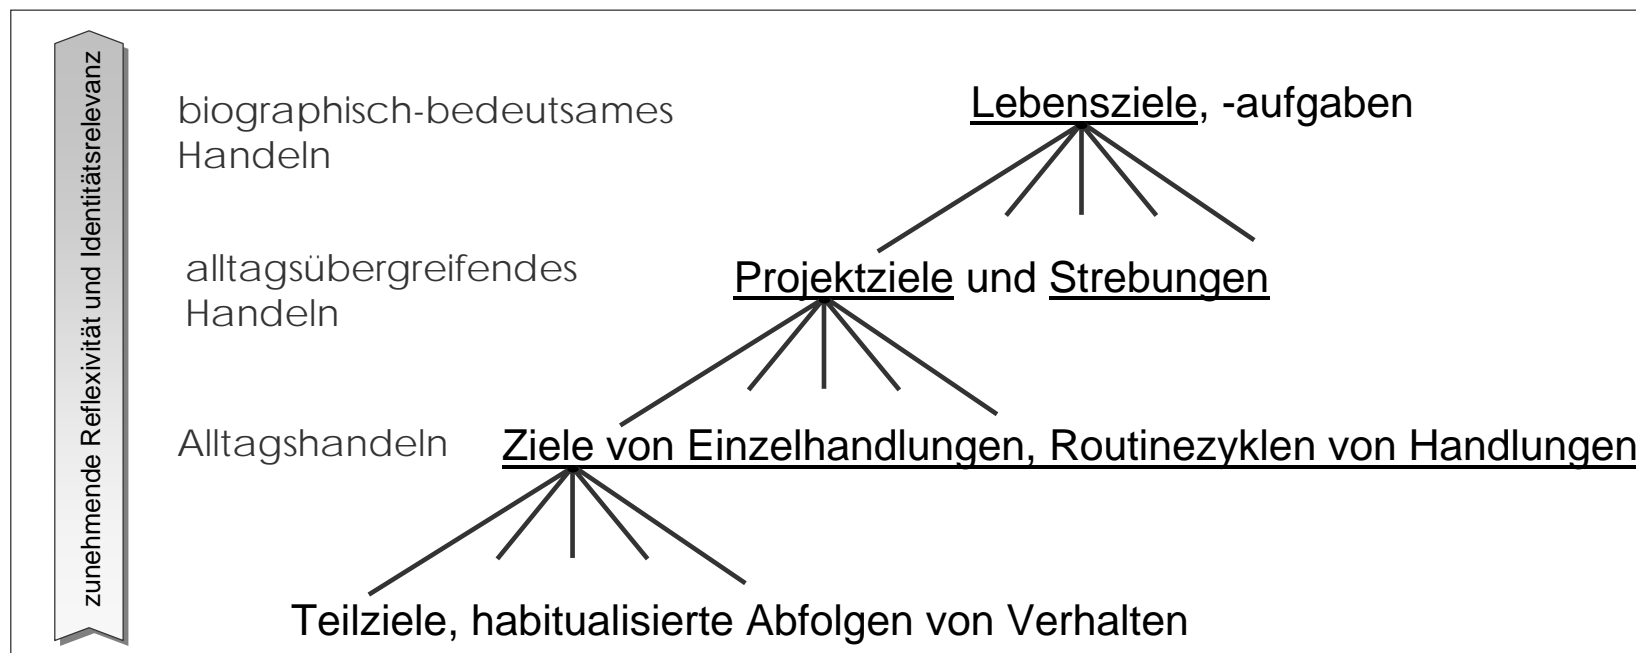 zunehmende Reflexivität und Identitätsrelevanz
biographisch-bedeutsames
Handeln
Lebensziele, -aufgaben
alltagsübergreifendes
Handeln
Projektziele und Strebungen
Alltagshandeln
Ziele von Einzelhandlungen, Routinezyklen von Handlungen
Teilziele, habitualisierte Abfolgen von Verhalten